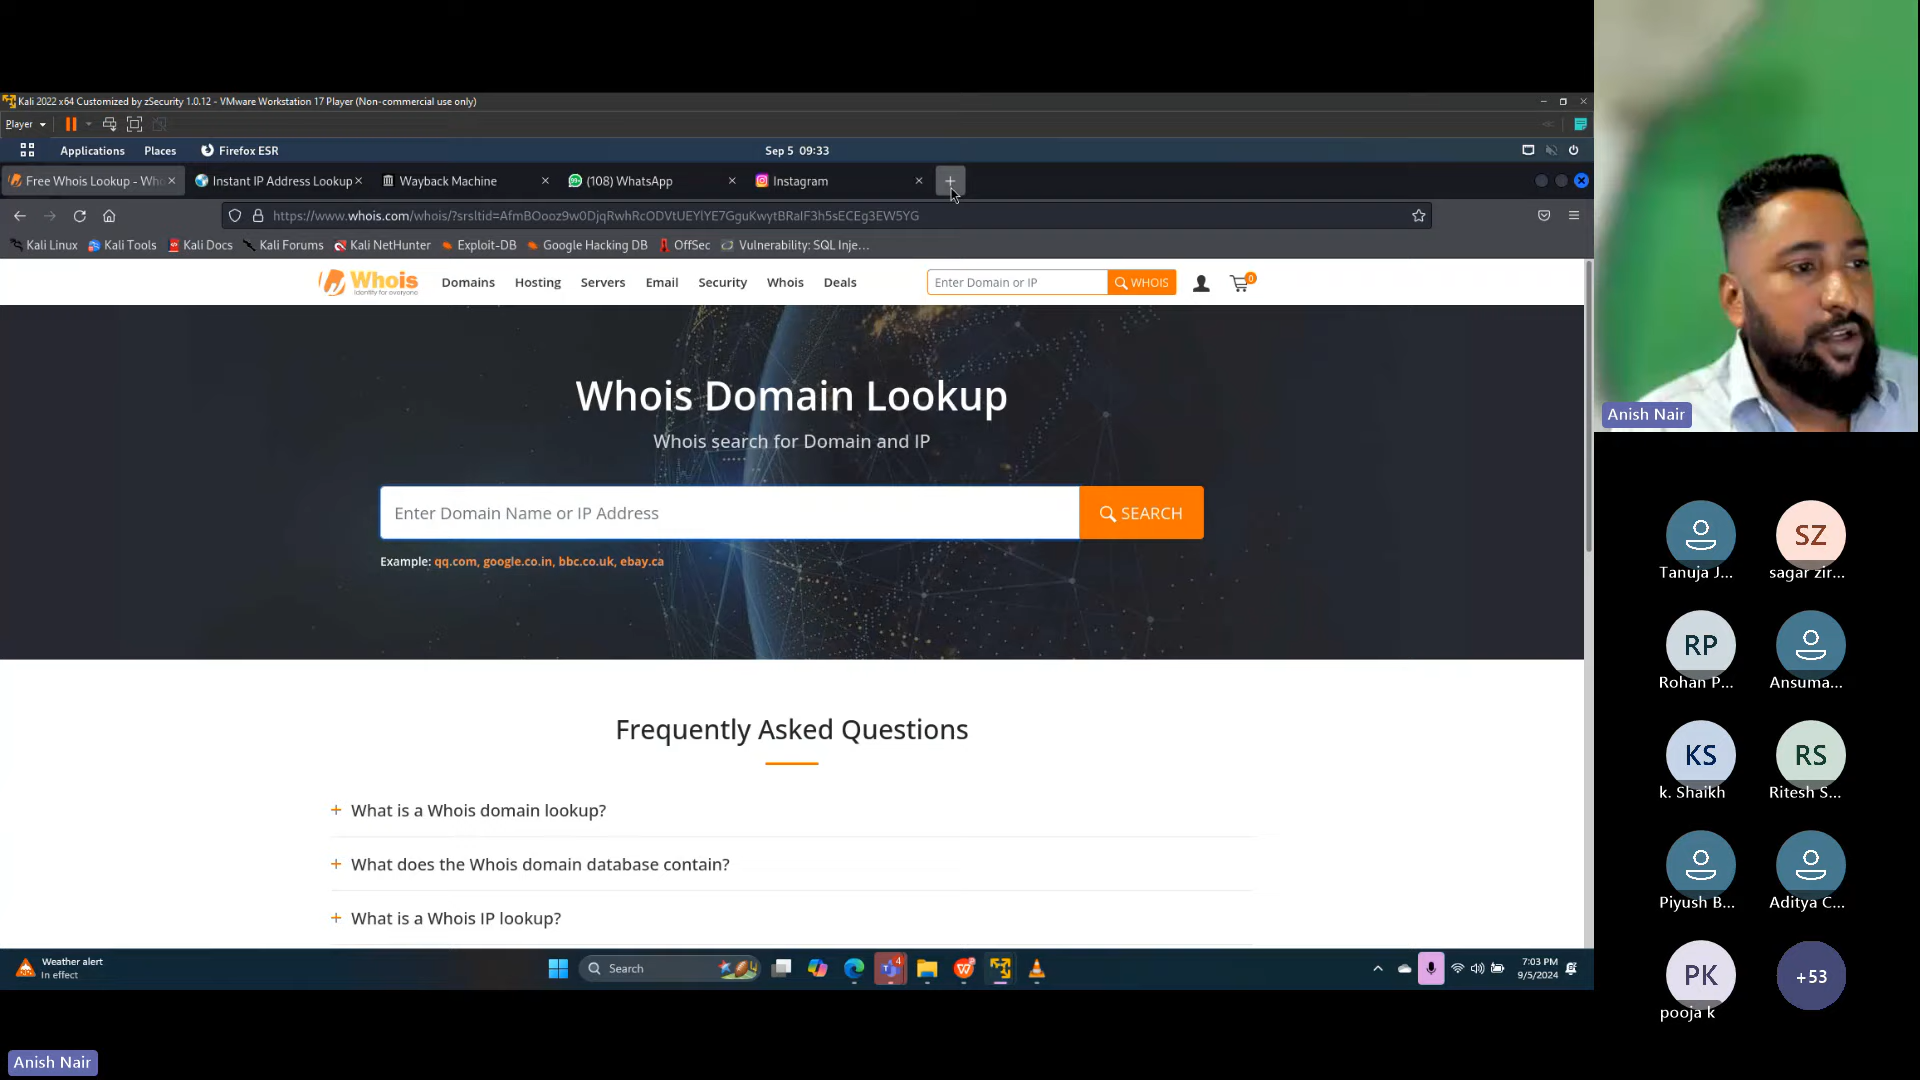 Kali 2022 x64 Customized by zSecurity 1.0.12 - VMware Workstation 17 Player (Non-commercial use only)
Player
Applications Places Firefox ESR Sep 5 09:33
Free Whois Lookup - Who Instant IP Address Lookup Wayback Machine (108) WhatsApp Instagram
https://www.whois.com/whois/?srsltid=AfmBOooz9w0DjqRwhRcODVtUEYlYE7GguKwytBRaIF3h5sECEg3EW5YG
Kali Linux Kali Tools Kali Docs Kali Forums Kali NetHunter Exploit-DB Google Hacking DB OffSec Vulnerability: SQL Inje...
Whois Domains Hosting Servers Email Security Whois Deals Enter Domain or IP WHOIS 0
Identity for everyone
Whois Domain Lookup
Whois search for Domain and IP
Enter Domain Name or IP Address SEARCH
Example: qq.com, google.co.in, bbc.co.uk, ebay.ca
Frequently Asked Questions
+ What is a Whois domain lookup?
+ What does the Whois domain database contain?
+ What is a Whois IP lookup?
Weather alert
In effect
Search
4
7:03 PM
9/5/2024
Anish Nair
SZ
Tanuja J... sagar zir...
RP
Rohan P... Ansuma...
KS RS
k. Shaikh Ritesh S...
Piyush B... Aditya C...
PK +53
pooja k
Anish Nair